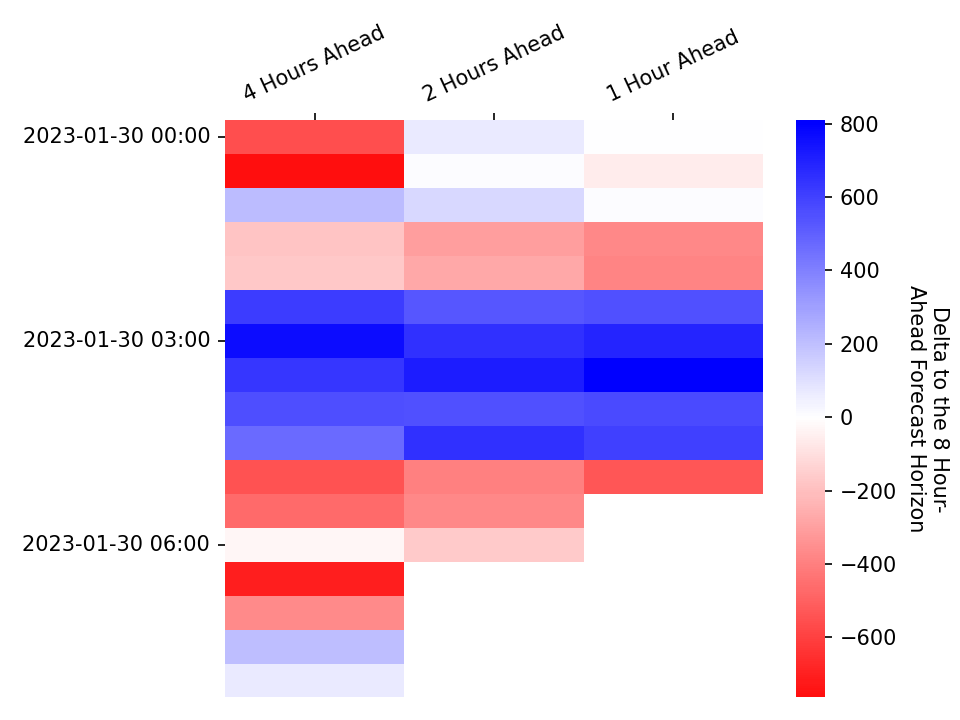 4 Hours Ahead
2 Hours Ahead
1 Hour Ahead
2023-01-30 00:00
2023-01-30 03:00
2023-01-30 06:00
800
600
400
200
0
−200
−400
−600
Delta to the 8 Hour-
Ahead Forecast Horizon